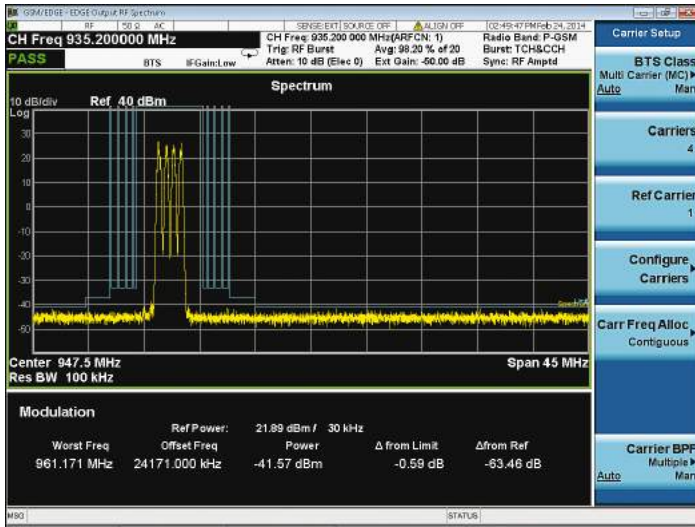 GSM/EDGE - EDGE Output RF Spectrum
RF 50 Ω AC SENSE:EXT SOURCE OFF ALIGN OFF 02:49:47 PM Feb 24, 2014
CH Freq 935.200000 MHz
CH Freq: 935.200 000 MHz(ARFCN: 1) Radio Band: P-GSM
Trig: RF Burst Avg: 98.20 % of 20 Burst: TCH&CCH
PASS BTS IFGain:Low Atten: 10 dB (Elec 0) Ext Gain: -50.00 dB Sync: RF Amptd
Spectrum
10 dB/div Ref 40 dBm
Log
30
20
10
0
-10
-20
-30
-40
-50
Center 947.5 MHz Span 45 MHz
Res BW 100 kHz
Modulation
Ref Power: 21.89 dBm / 30 kHz
Worst Freq Offset Freq Power Δ from Limit Δfrom Ref
961.171 MHz 24171.000 kHz -41.57 dBm -0.59 dB -63.46 dB
MSG STATUS
Carrier Setup
BTS Class
Multi Carrier (MC)
Auto Man
Carriers
4
Ref Carrier
1
Configure
Carriers
Carr Freq Alloc
Contiguous
Carrier BPF
Multiple
Auto Man